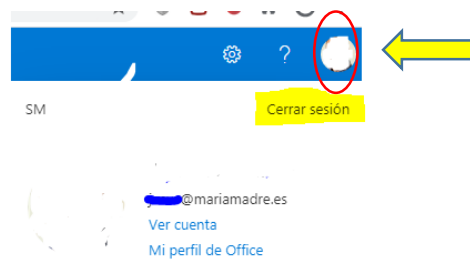 ?
SM Cerrar sesión
@mariamadre.es
Ver cuenta
Mi perfil de Office